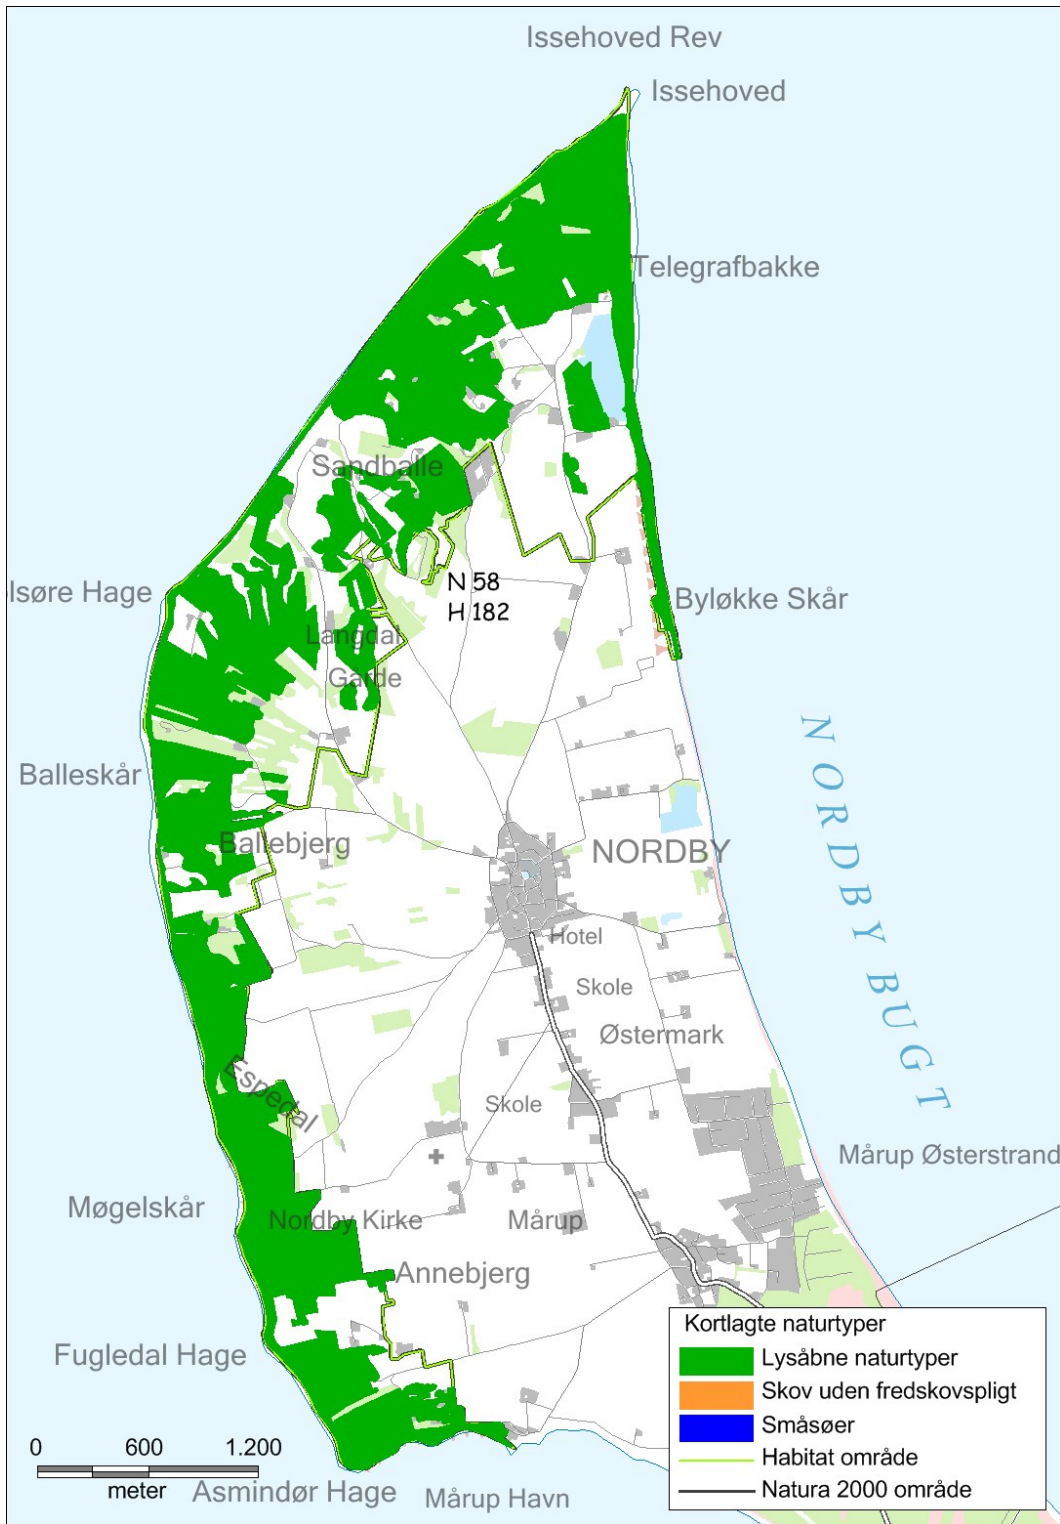 Issehoved Rev
Issehoved
Telegrafbakke
Sandballe
N 58
H 182
lsøre Hage
Byløkke Skår
Langdal
Gårde
Balleskår
NORDBY BUGT
Ballebjerg
NORDBY
Hotel
Skole
Østermark
Espedal
Skole
Mårup Østerstrand
Møgelskår
Nordby Kirke
Mårup
Annebjerg
Fugledal Hage
Kortlagte naturtyper
Lysåbne naturtyper
Skov uden fredskovspligt
Småsøer
Habitat område
Natura 2000 område
0 600 1.200
meter
Asmindør Hage
Mårup Havn